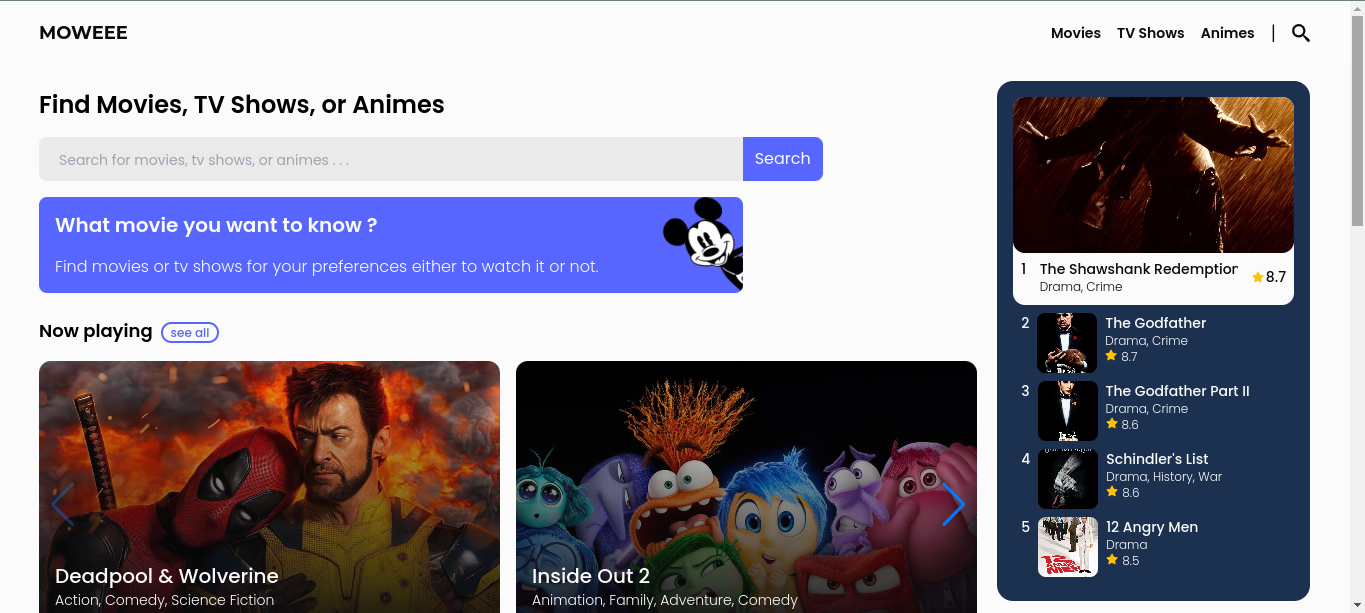 MOWEEE
Movies TV Shows Animes |
Find Movies, TV Shows, or Animes
Search for movies, tv shows, or animes . . .
Search
What movie you want to know ?
Find movies or tv shows for your preferences either to watch it or not.
Now playing see all
Deadpool & Wolverine
Action, Comedy, Science Fiction
Inside Out 2
Animation, Family, Adventure, Comedy
1 The Shawshank Redemption
Drama, Crime
8.7
2 The Godfather
Drama, Crime
8.7
3 The Godfather Part II
Drama, Crime
8.6
4 Schindler's List
Drama, History, War
8.6
5 12 Angry Men
Drama
8.5